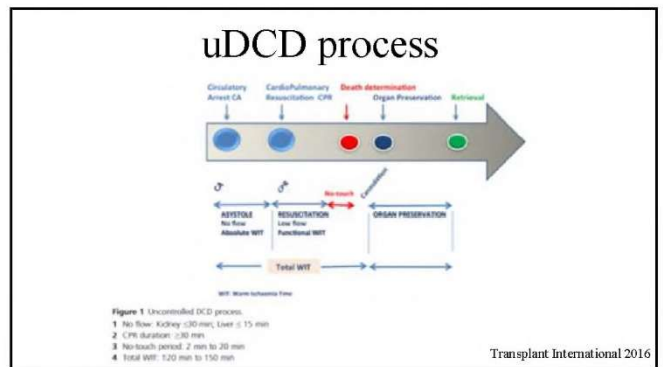 uDCD process
Circulatory Arrest CA
CardioPulmonary Resuscitation CPR
Death determination
Organ Preservation
Retrieval
CA
CPR
No-touch
Cannulation
ASYSTOLE
No flow
Absolute WIT
RESUSCITATION
Low flow
Functional WIT
ORGAN PRESERVATION
Total WIT
WIT: Warm Ischaemia Time
Figure 1 Uncontrolled DCD process.
1 No flow: Kidney ≤30 min; Liver ≤ 15 min
2 CPR duration: ≥30 min
3 No-touch period: 2 min to 20 min
4 Total WIT: 120 min to 150 min
Transplant International 2016